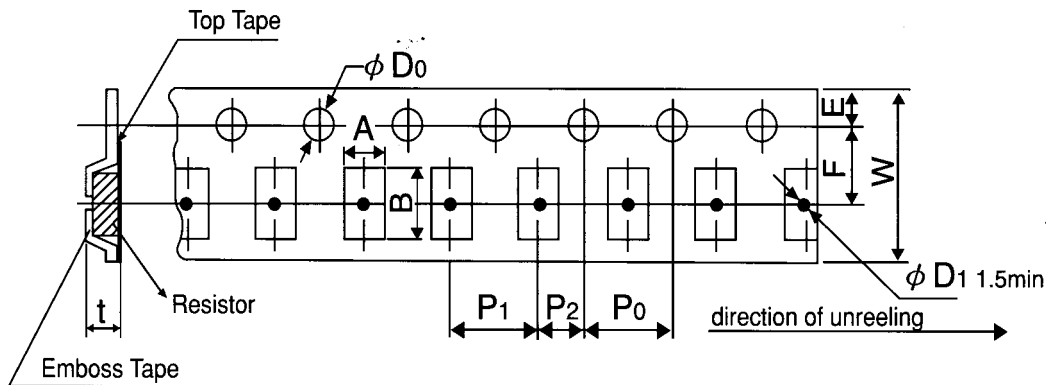 Top Tape
φ D0
A
B
E
F
W
t
Resistor
Emboss Tape
P1
P2
P0
φ D1 1.5min
direction of unreeling